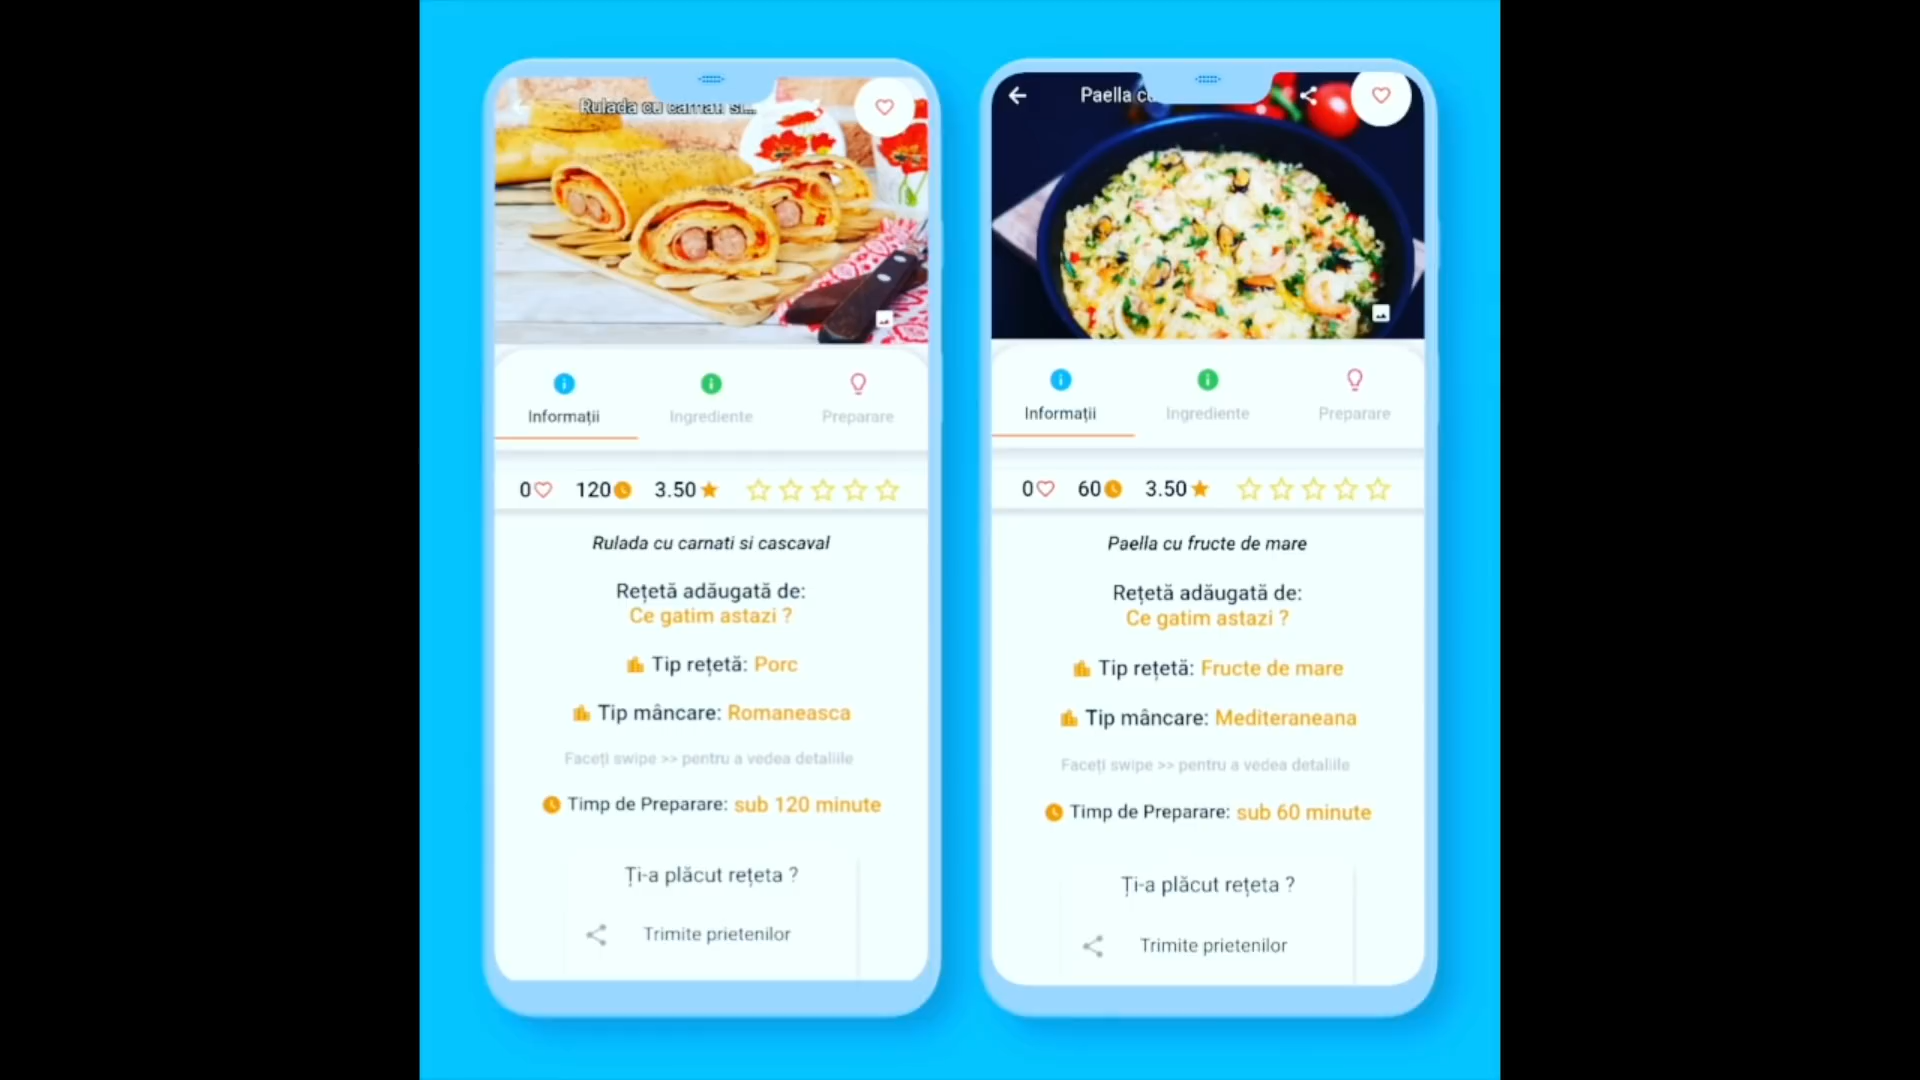 Rulada cu carnati si...
Informații
Ingrediente
Preparare
0
120
3.50
Rulada cu carnati si cascaval
Rețetă adăugată de:
Ce gatim astazi ?
Tip rețetă: Porc
Tip mâncare: Romaneasca
Faceți swipe >> pentru a vedea detaliile
Timp de Preparare: sub 120 minute
Ți-a plăcut rețeta ?
Trimite prietenilor
Paella
Informații
Ingrediente
Preparare
0
60
3.50
Paella cu fructe de mare
Rețetă adăugată de:
Ce gatim astazi ?
Tip rețetă: Fructe de mare
Tip mâncare: Mediteraneana
Faceți swipe >> pentru a vedea detaliile
Timp de Preparare: sub 60 minute
Ți-a plăcut rețeta ?
Trimite prietenilor